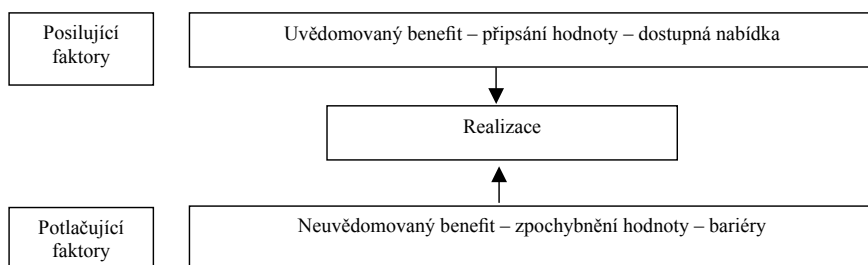 Posilující
faktory
Uvědomovaný benefit – připsání hodnoty – dostupná nabídka
Realizace
Potlačující
faktory
Neuvědomovaný benefit – zpochybnění hodnoty – bariéry